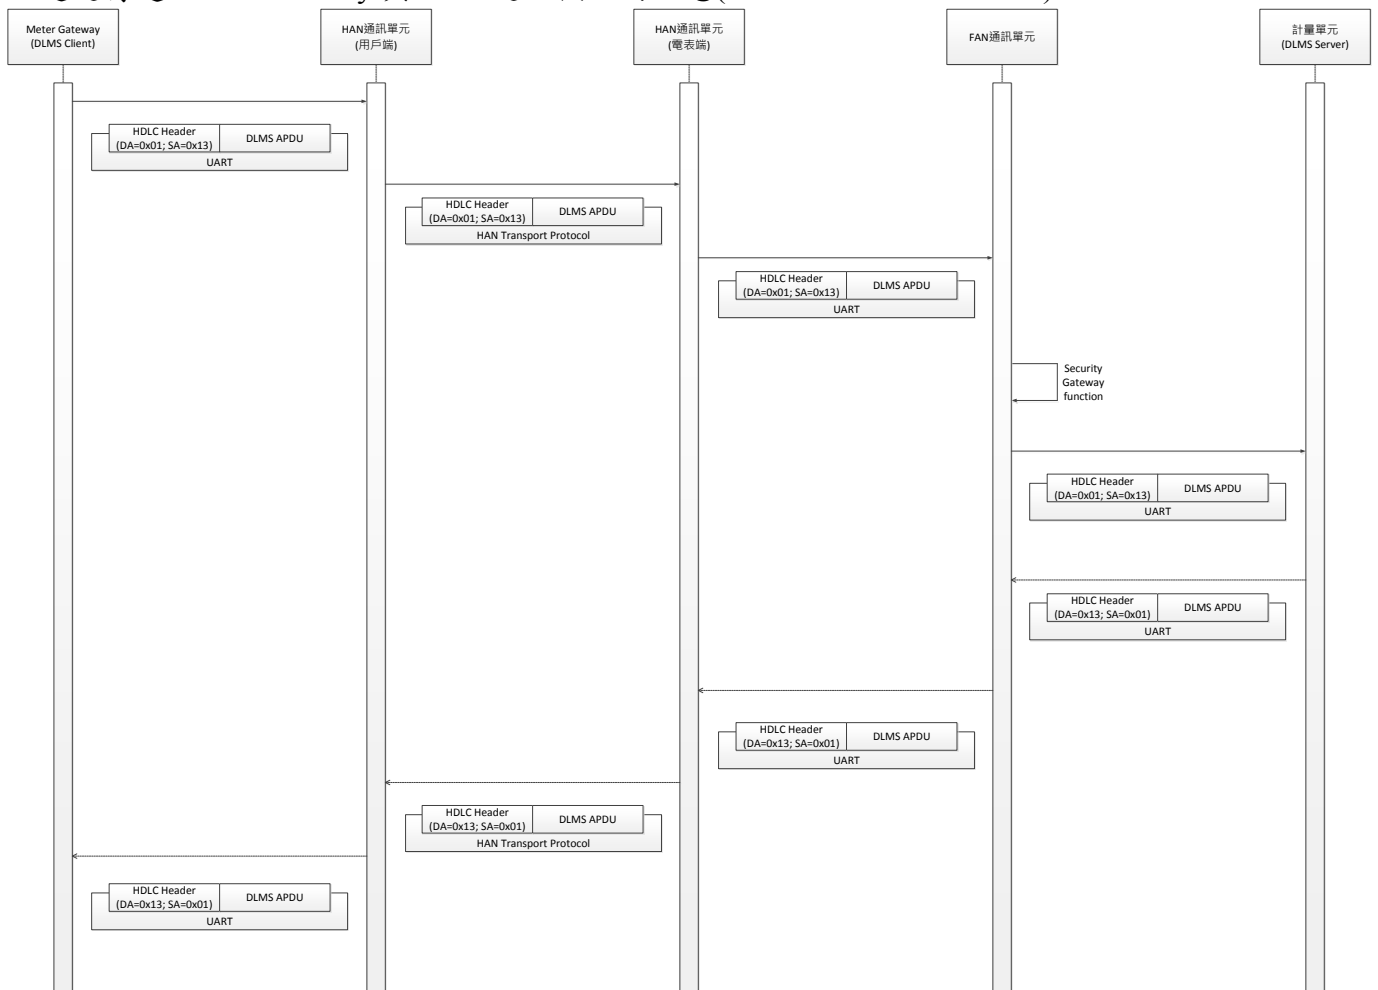 Meter Gateway
(DLMS Client)
HAN通訊單元
(用戶端)
HAN通訊單元
(電表端)
FAN通訊單元
計量單元
(DLMS Server)
HDLC Header
(DA=0x01; SA=0x13)
DLMS APDU
UART
HDLC Header
(DA=0x01; SA=0x13)
DLMS APDU
HAN Transport Protocol
HDLC Header
(DA=0x01; SA=0x13)
DLMS APDU
UART
Security
Gateway
function
HDLC Header
(DA=0x01; SA=0x13)
DLMS APDU
UART
HDLC Header
(DA=0x13; SA=0x01)
DLMS APDU
UART
HDLC Header
(DA=0x13; SA=0x01)
DLMS APDU
UART
HDLC Header
(DA=0x13; SA=0x01)
DLMS APDU
HAN Transport Protocol
HDLC Header
(DA=0x13; SA=0x01)
DLMS APDU
UART